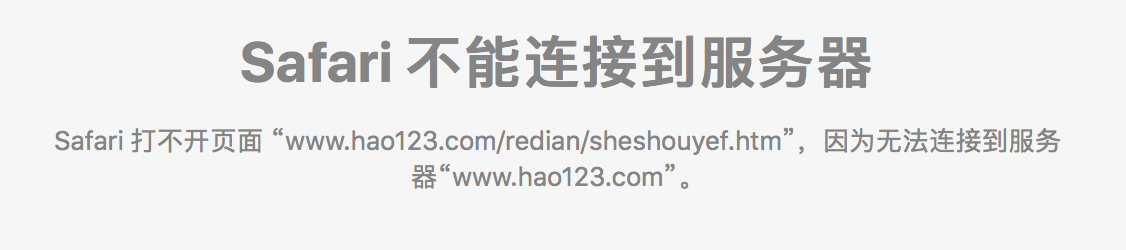 Safari 不能连接到服务器
Safari 打不开页面 “www.hao123.com/redian/sheshouyef.htm”，因为无法连接到服务
器“www.hao123.com”。